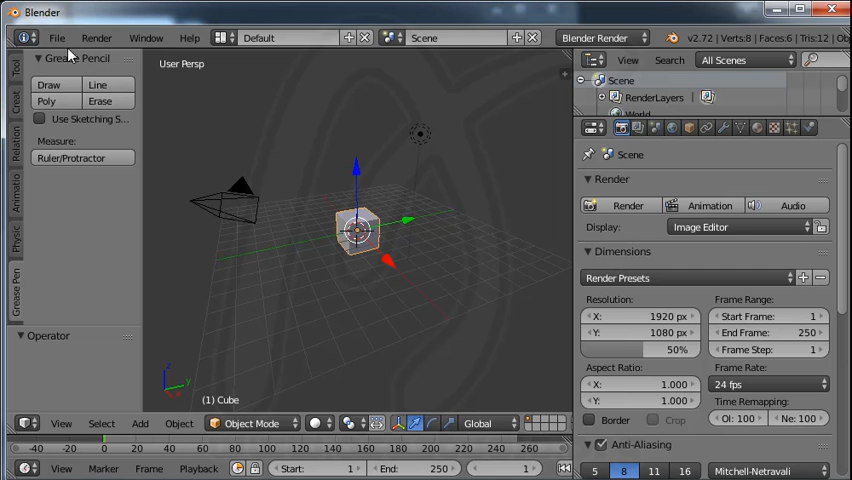 Blender
File Render Window Help Default Scene Blender Render v2.72 | Verts:8 | Faces:6 | Tris:12
Grease Pencil
Draw Line
Poly Erase
Use Sketching S...
Measure:
Ruler/Protractor
Tool
Creat
Relation
Animatio
Physic
Grease Pen
Operator
User Persp
z
y
x
(1) Cube
View Select Add Object Object Mode Global
-40 -20 0 20 40 60 80 100 120 140 160 180 200 220 240 260
View Marker Frame Playback Start: 1 End: 250 1
View Search All Scenes
Scene
RenderLayers
World
Scene
Render
Render Animation Audio
Display: Image Editor
Dimensions
Render Presets
Resolution: Frame Range:
X: 1920 px Start Frame: 1
Y: 1080 px End Frame: 250
50% Frame Step: 1
Aspect Ratio: Frame Rate:
X: 1.000 24 fps
Y: 1.000 Time Remapping:
Border Crop Ol: 100 Ne: 100
Anti-Aliasing
5 8 11 16 Mitchell-Netravali